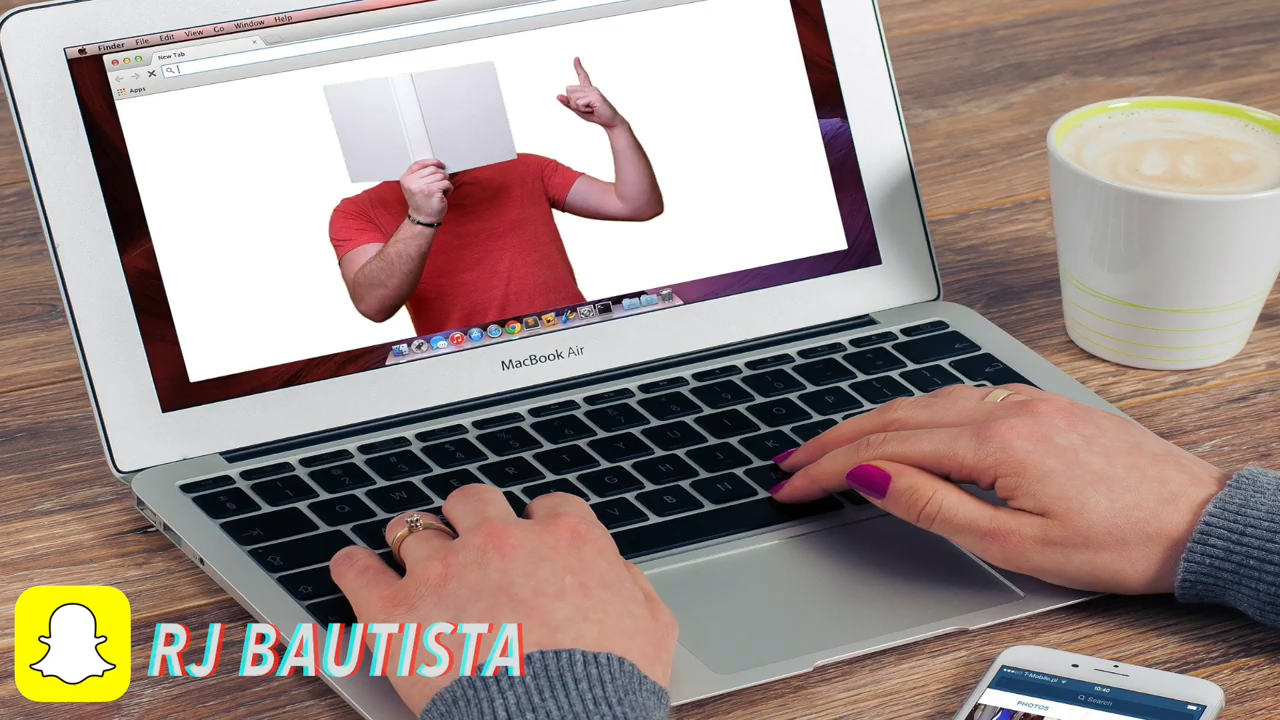 Finder File Edit View Go Window Help
New Tab
Apps
MacBook Air
Q W E R T Y U I O P
G H J K
V B N
RJ BAUTISTA
T-Mobile.pl 10:40
Search
PHOTOS